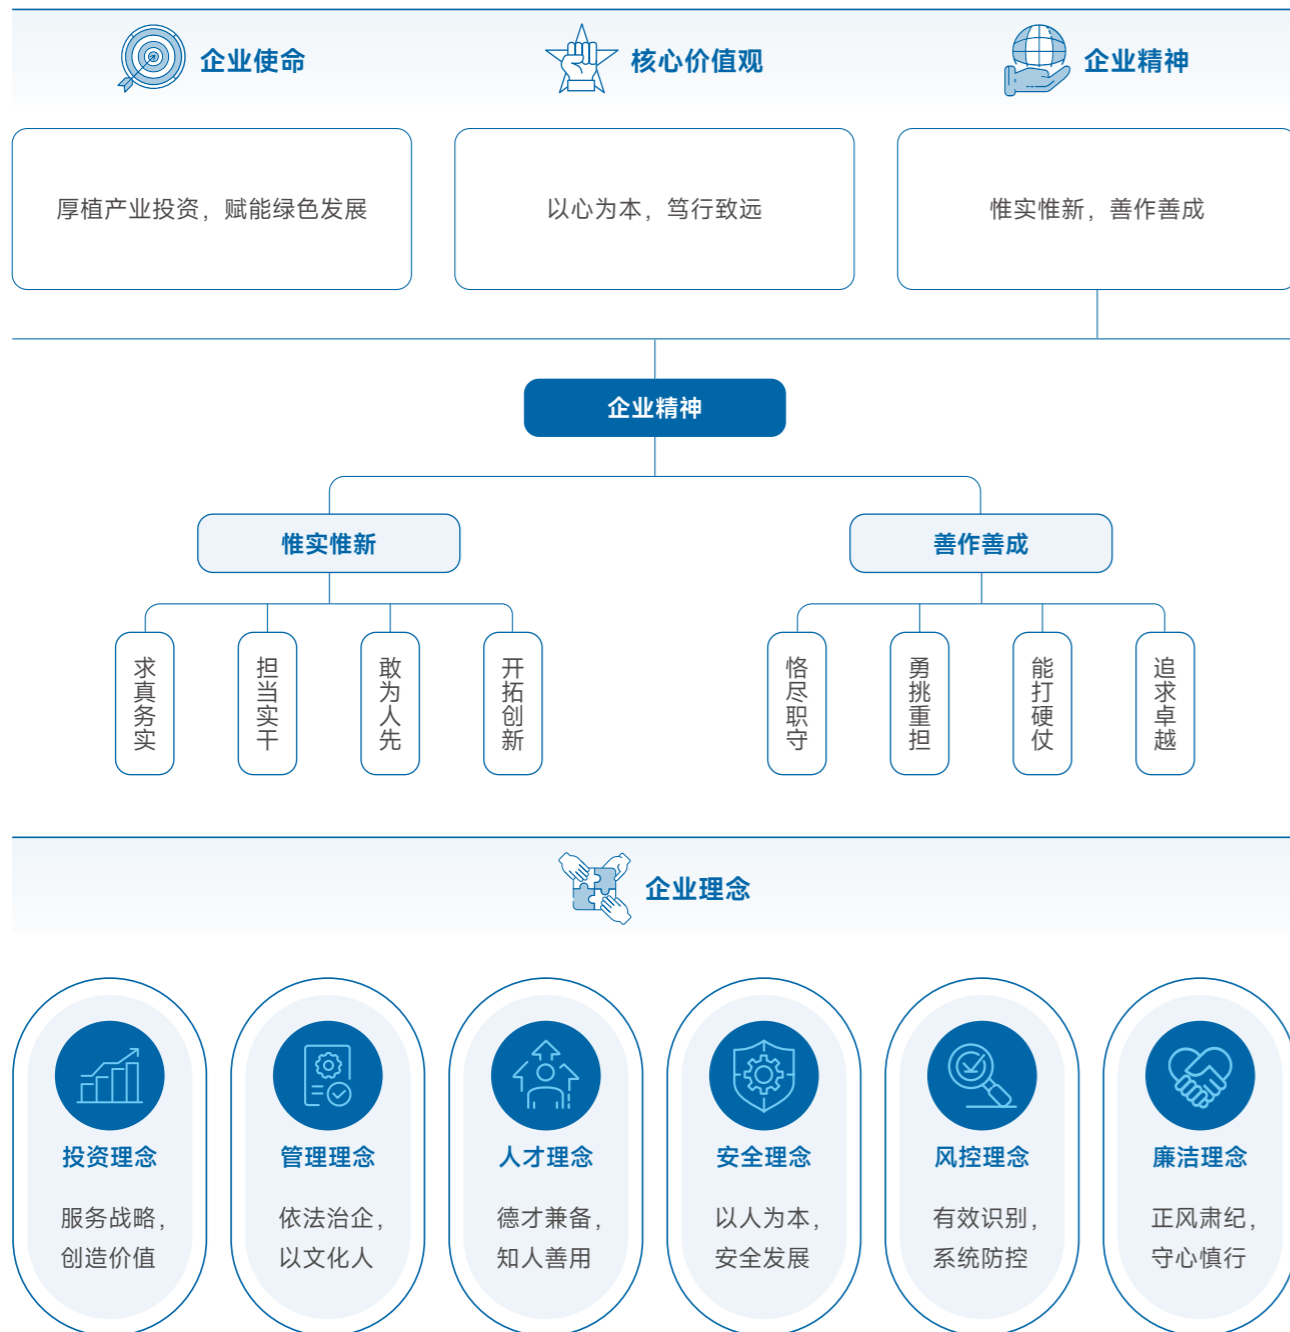 企业使命
核心价值观
企业精神
厚植产业投资，赋能绿色发展
以心为本，笃行致远
惟实惟新，善作善成
企业精神
惟实惟新
善作善成
求真务实
担当实干
敢为人先
开拓创新
恪尽职守
勇挑重担
能打硬仗
追求卓越
企业理念
投资理念
服务战略，
创造价值
管理理念
依法治企，
以文化人
人才理念
德才兼备，
知人善用
安全理念
以人为本，
安全发展
风控理念
有效识别，
系统防控
廉洁理念
正风肃纪，
守心慎行